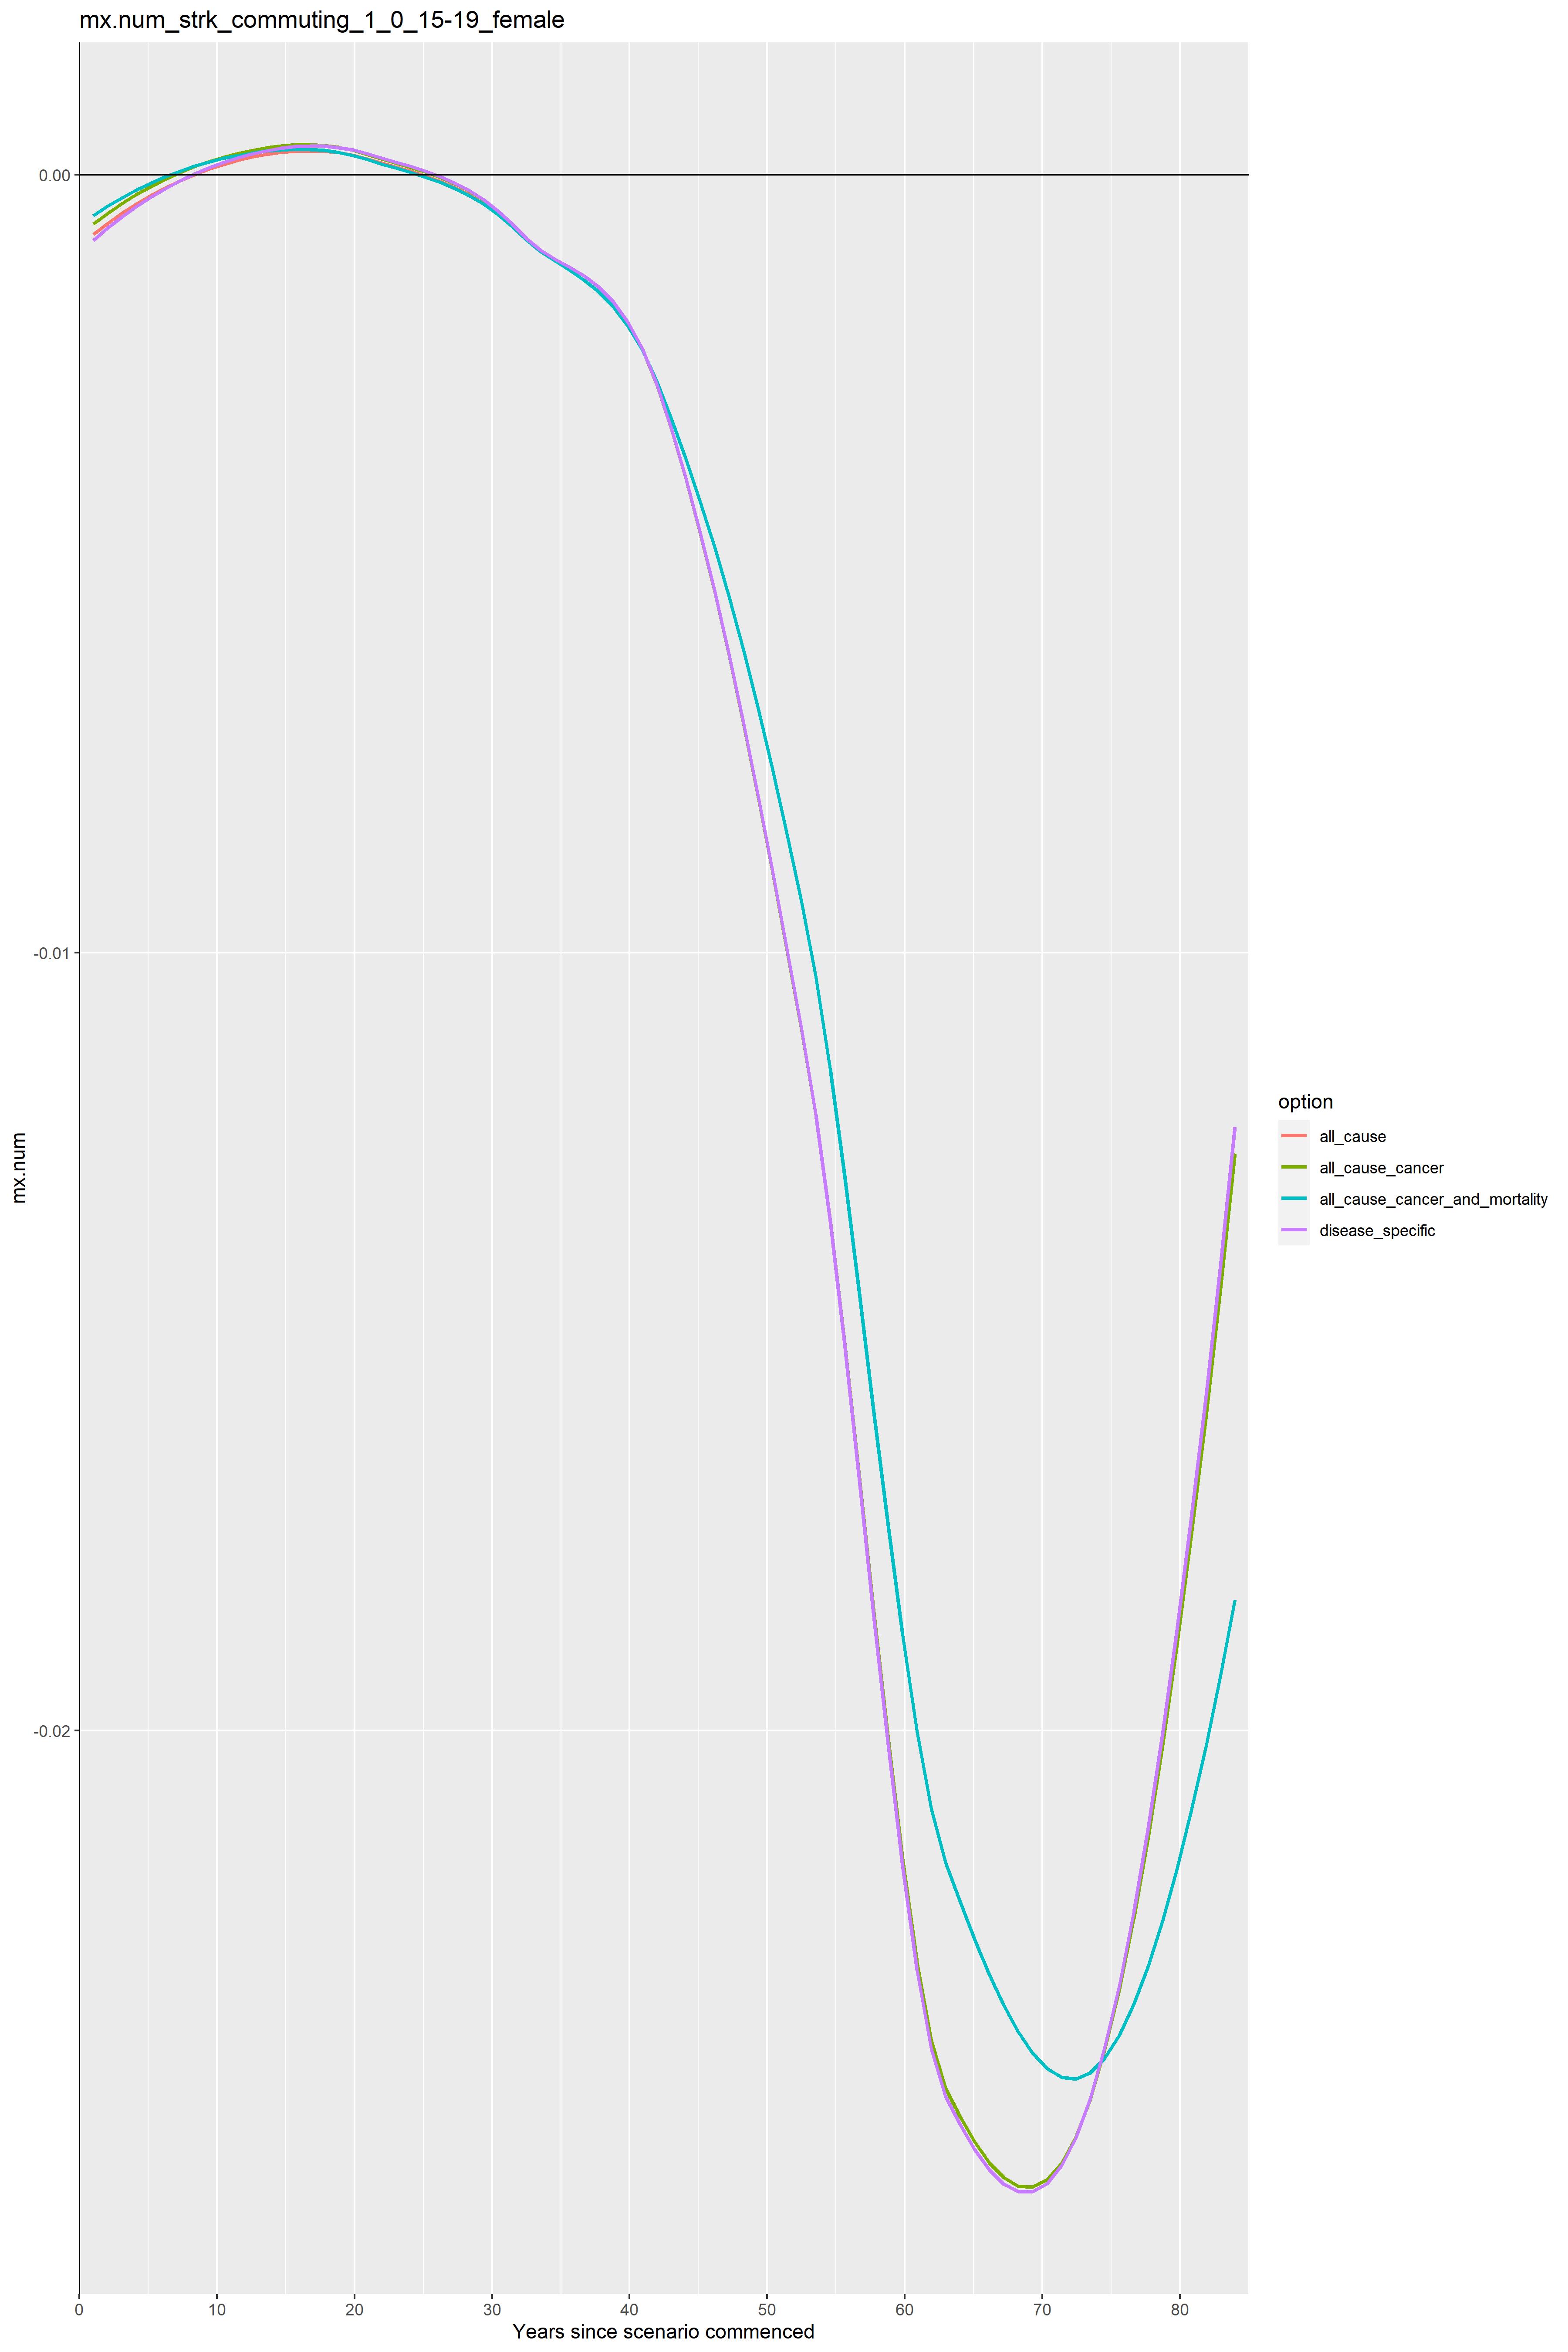 mx.num_strk_commuting_1_0_15-19_female
0.00
-0.01
-0.02
mx.num
0 10 20 30 40 50 60 70 80
Years since scenario commenced
option
all_cause
all_cause_cancer
all_cause_cancer_and_mortality
disease_specific